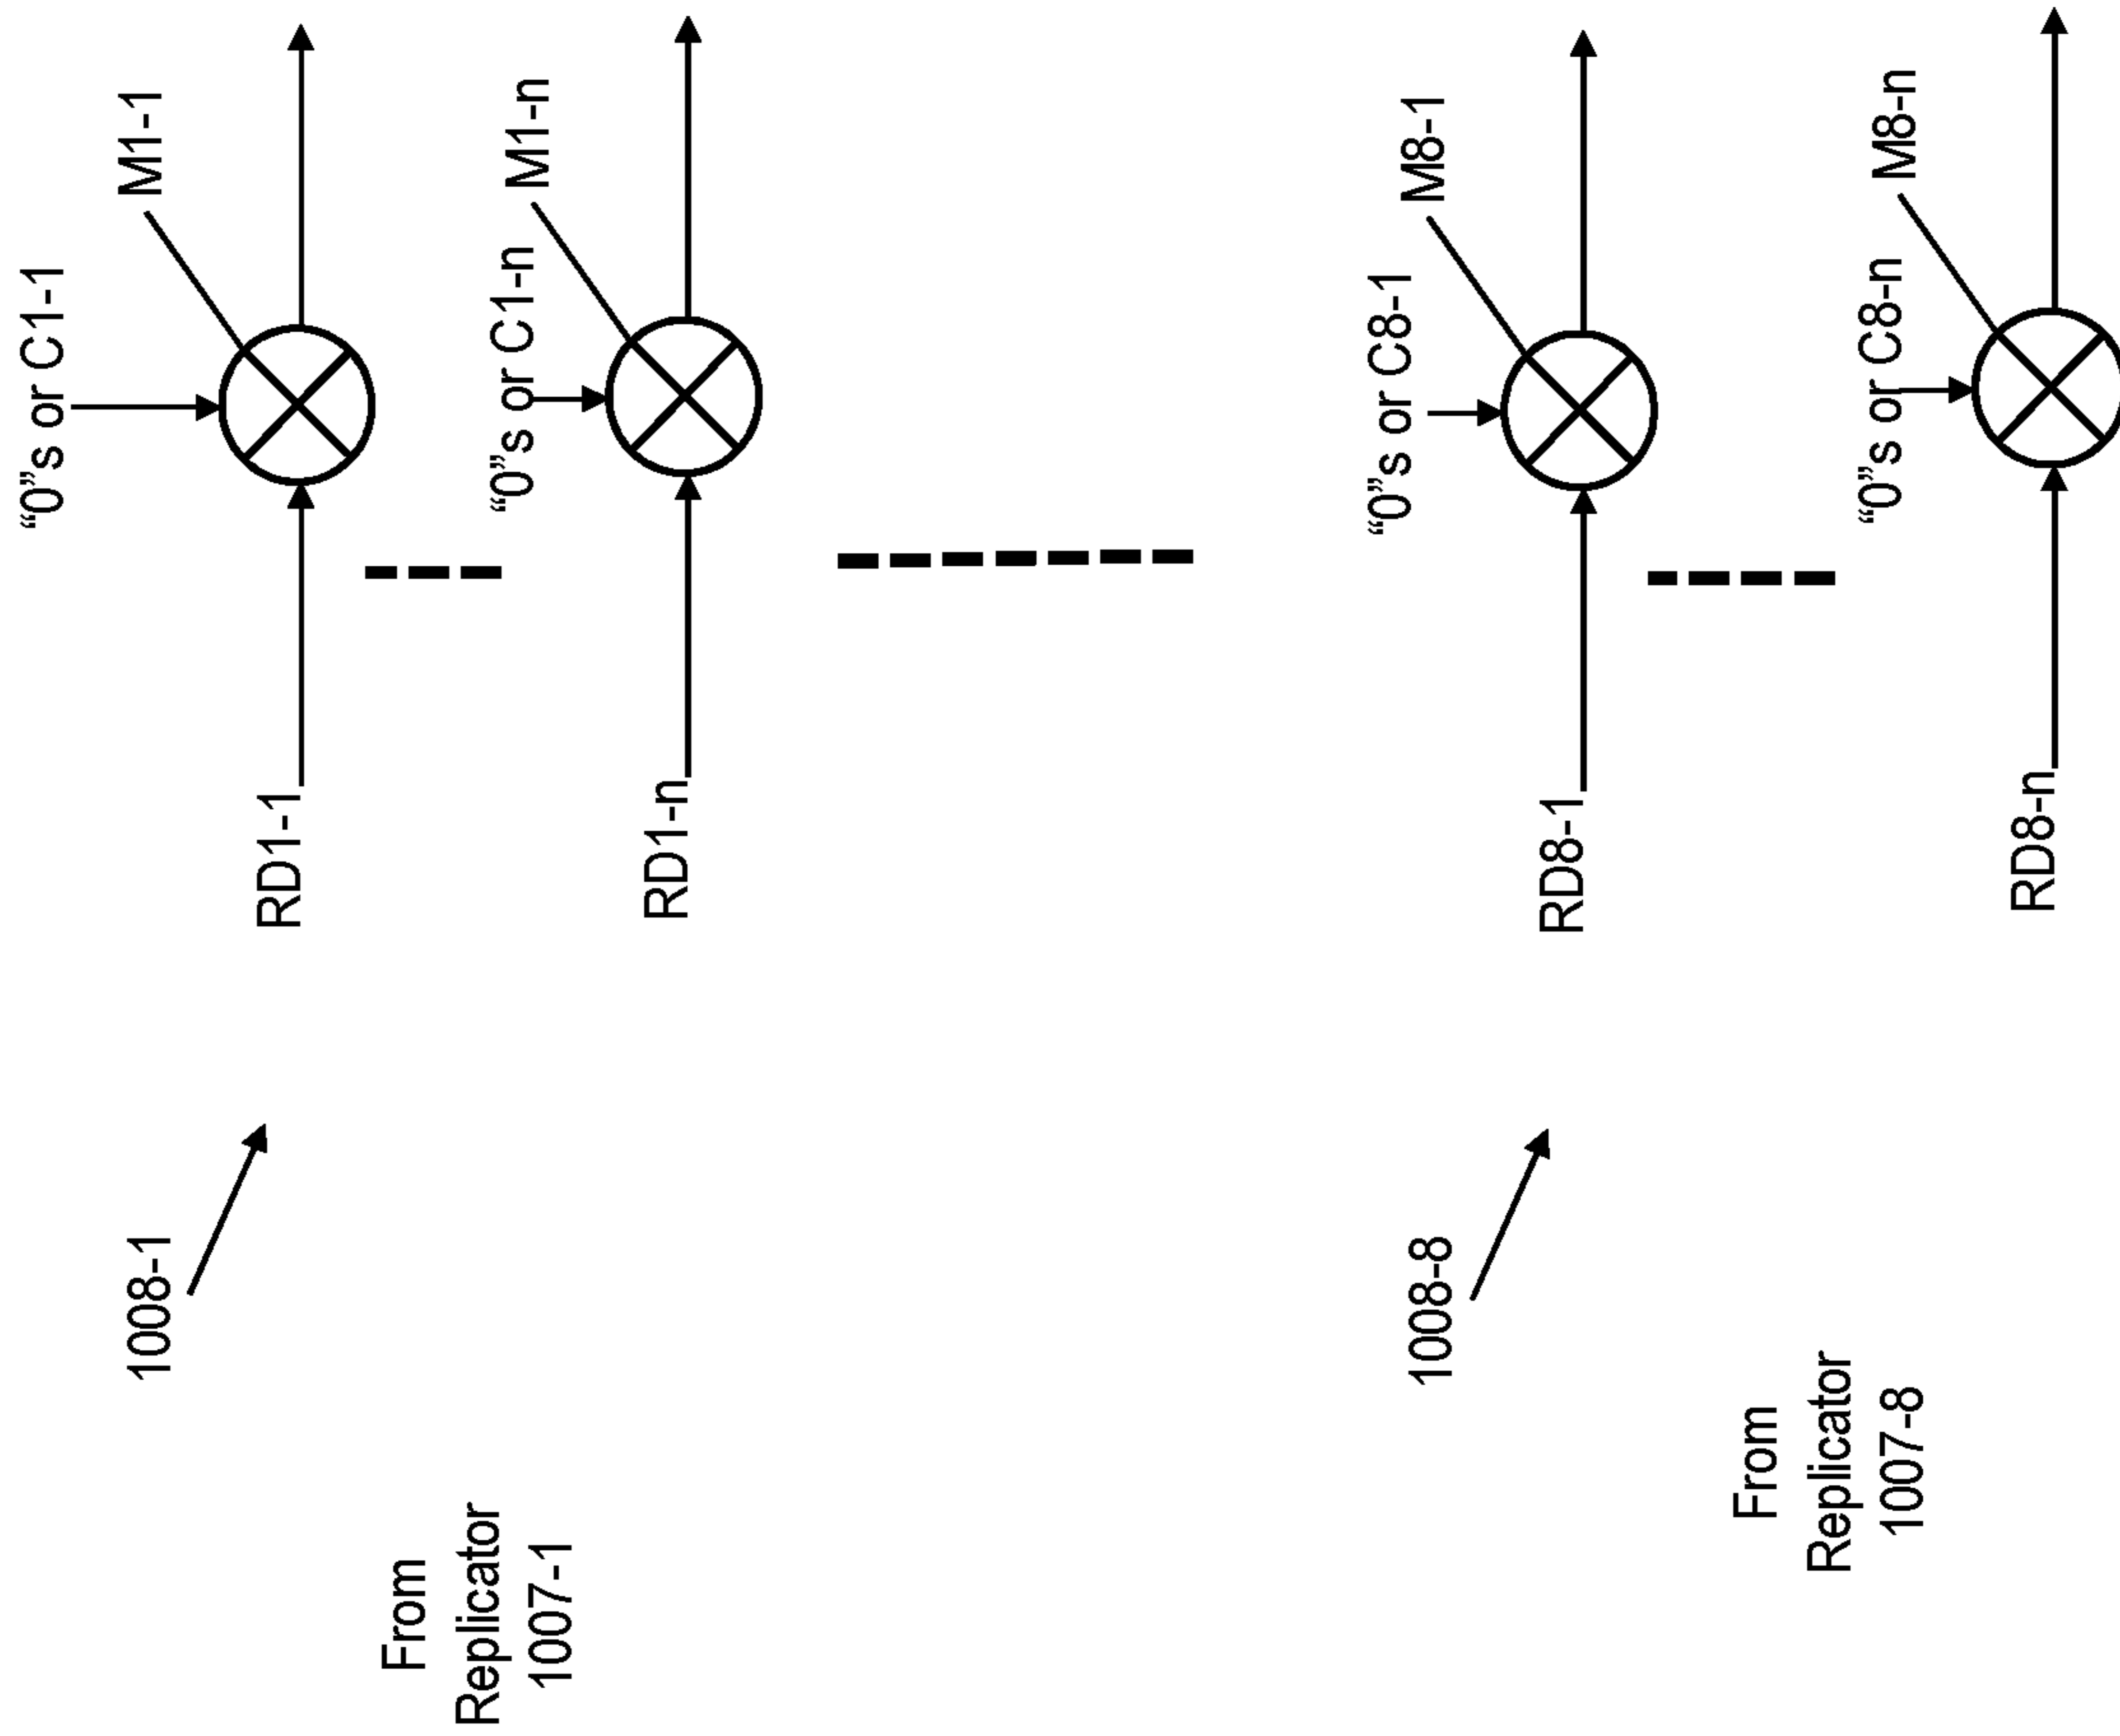 1008-1
From
Replicator
1007-1
RD1-1
“0”s or C1-1
M1-1
RD1-n
“0”s or C1-n
M1-n
1008-8
From
Replicator
1007-8
RD8-1
“0”s or C8-1
M8-1
RD8-n
“0”s or C8-n
M8-n